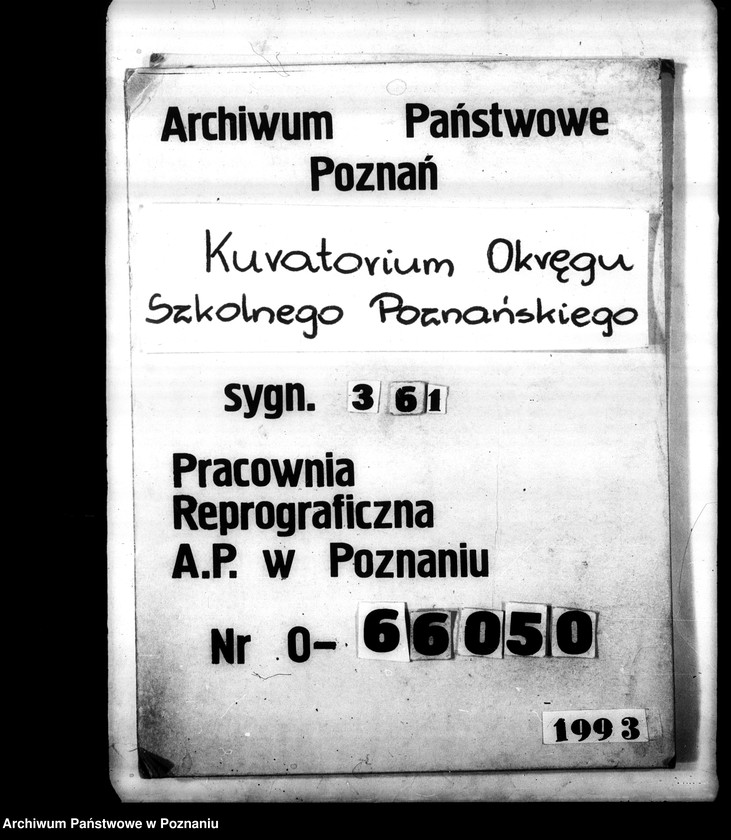 Archiwum Państwowe
Poznań
Kuratorium Okręgu
Szkolnego Poznańskiego
sygn. 361
Pracownia
Reprograficzna
A.P. w Poznaniu
Nr 0-66050
1993
Archiwum Państwowe w Poznaniu